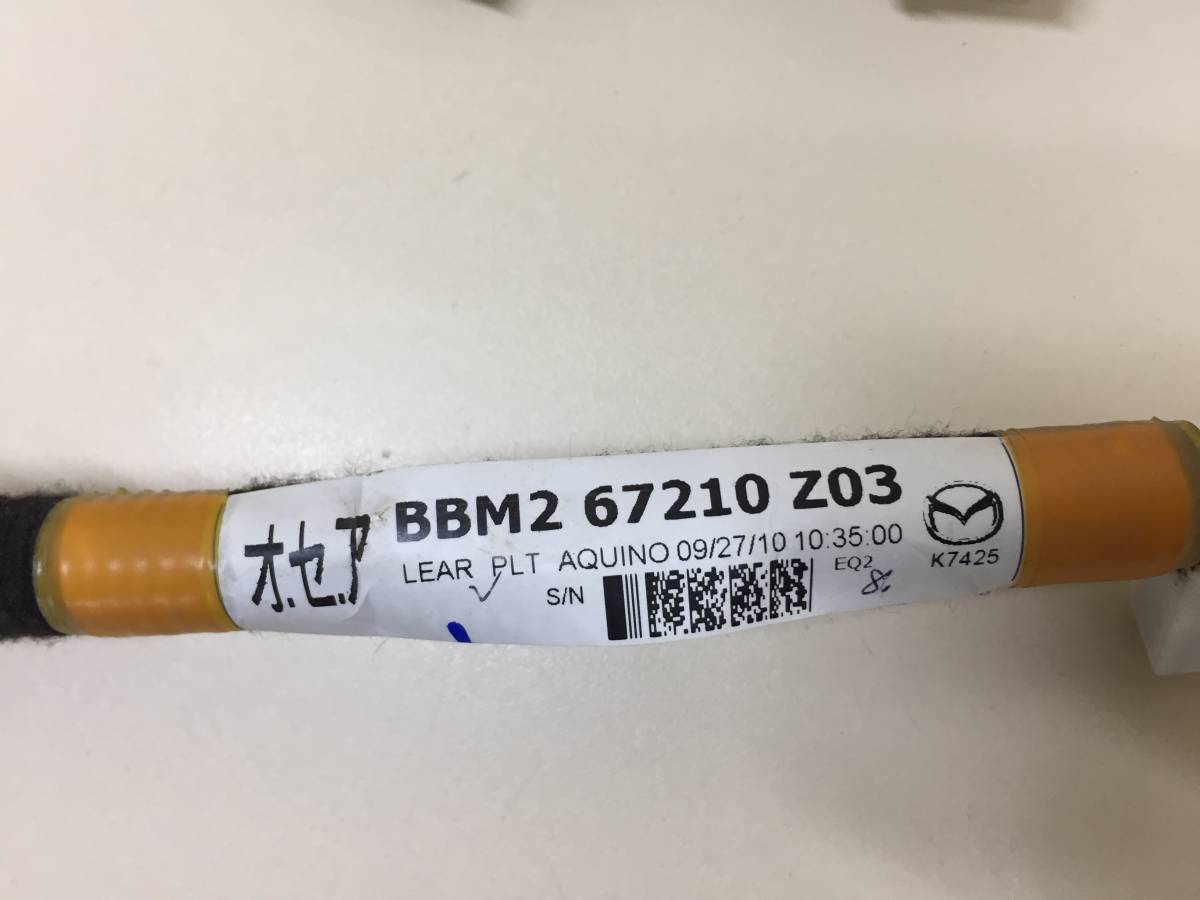 オ.セ.ア
BBM2 67210 Z03
LEAR PLT AQUINO 09/27/10 10:35:00
S/N
EQ2
K7425